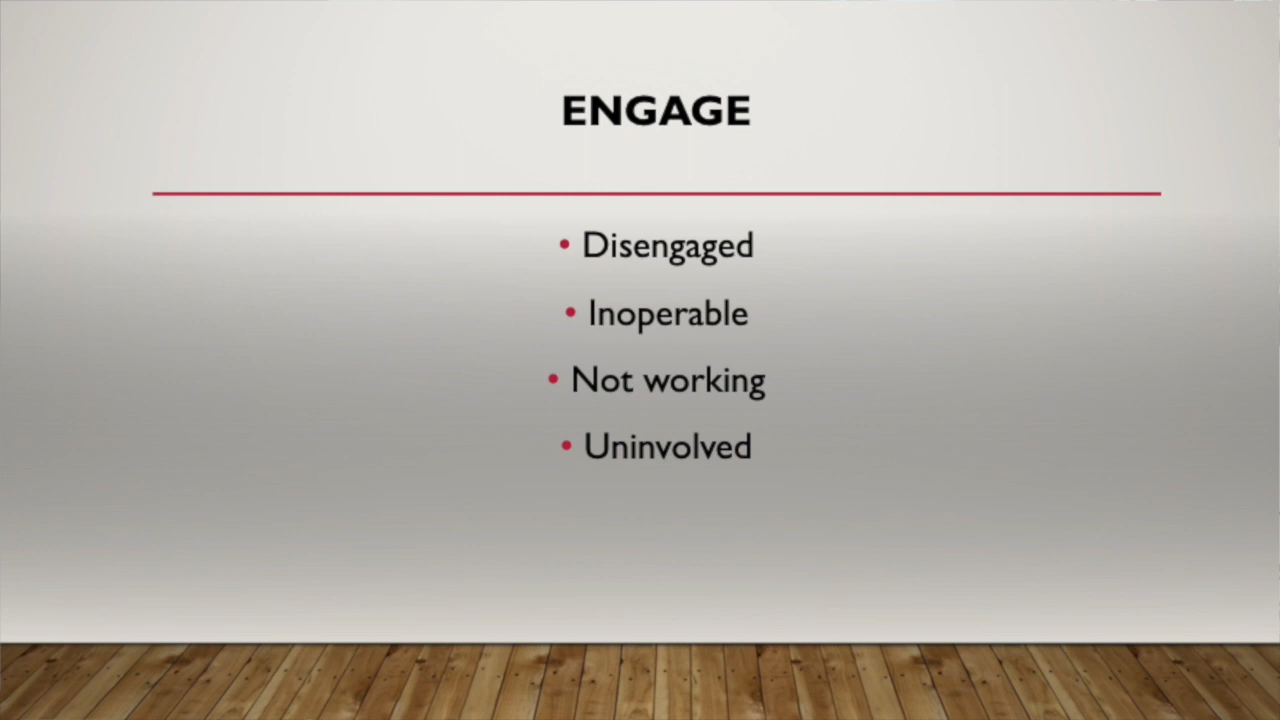 ENGAGE
• Disengaged
• Inoperable
• Not working
• Uninvolved